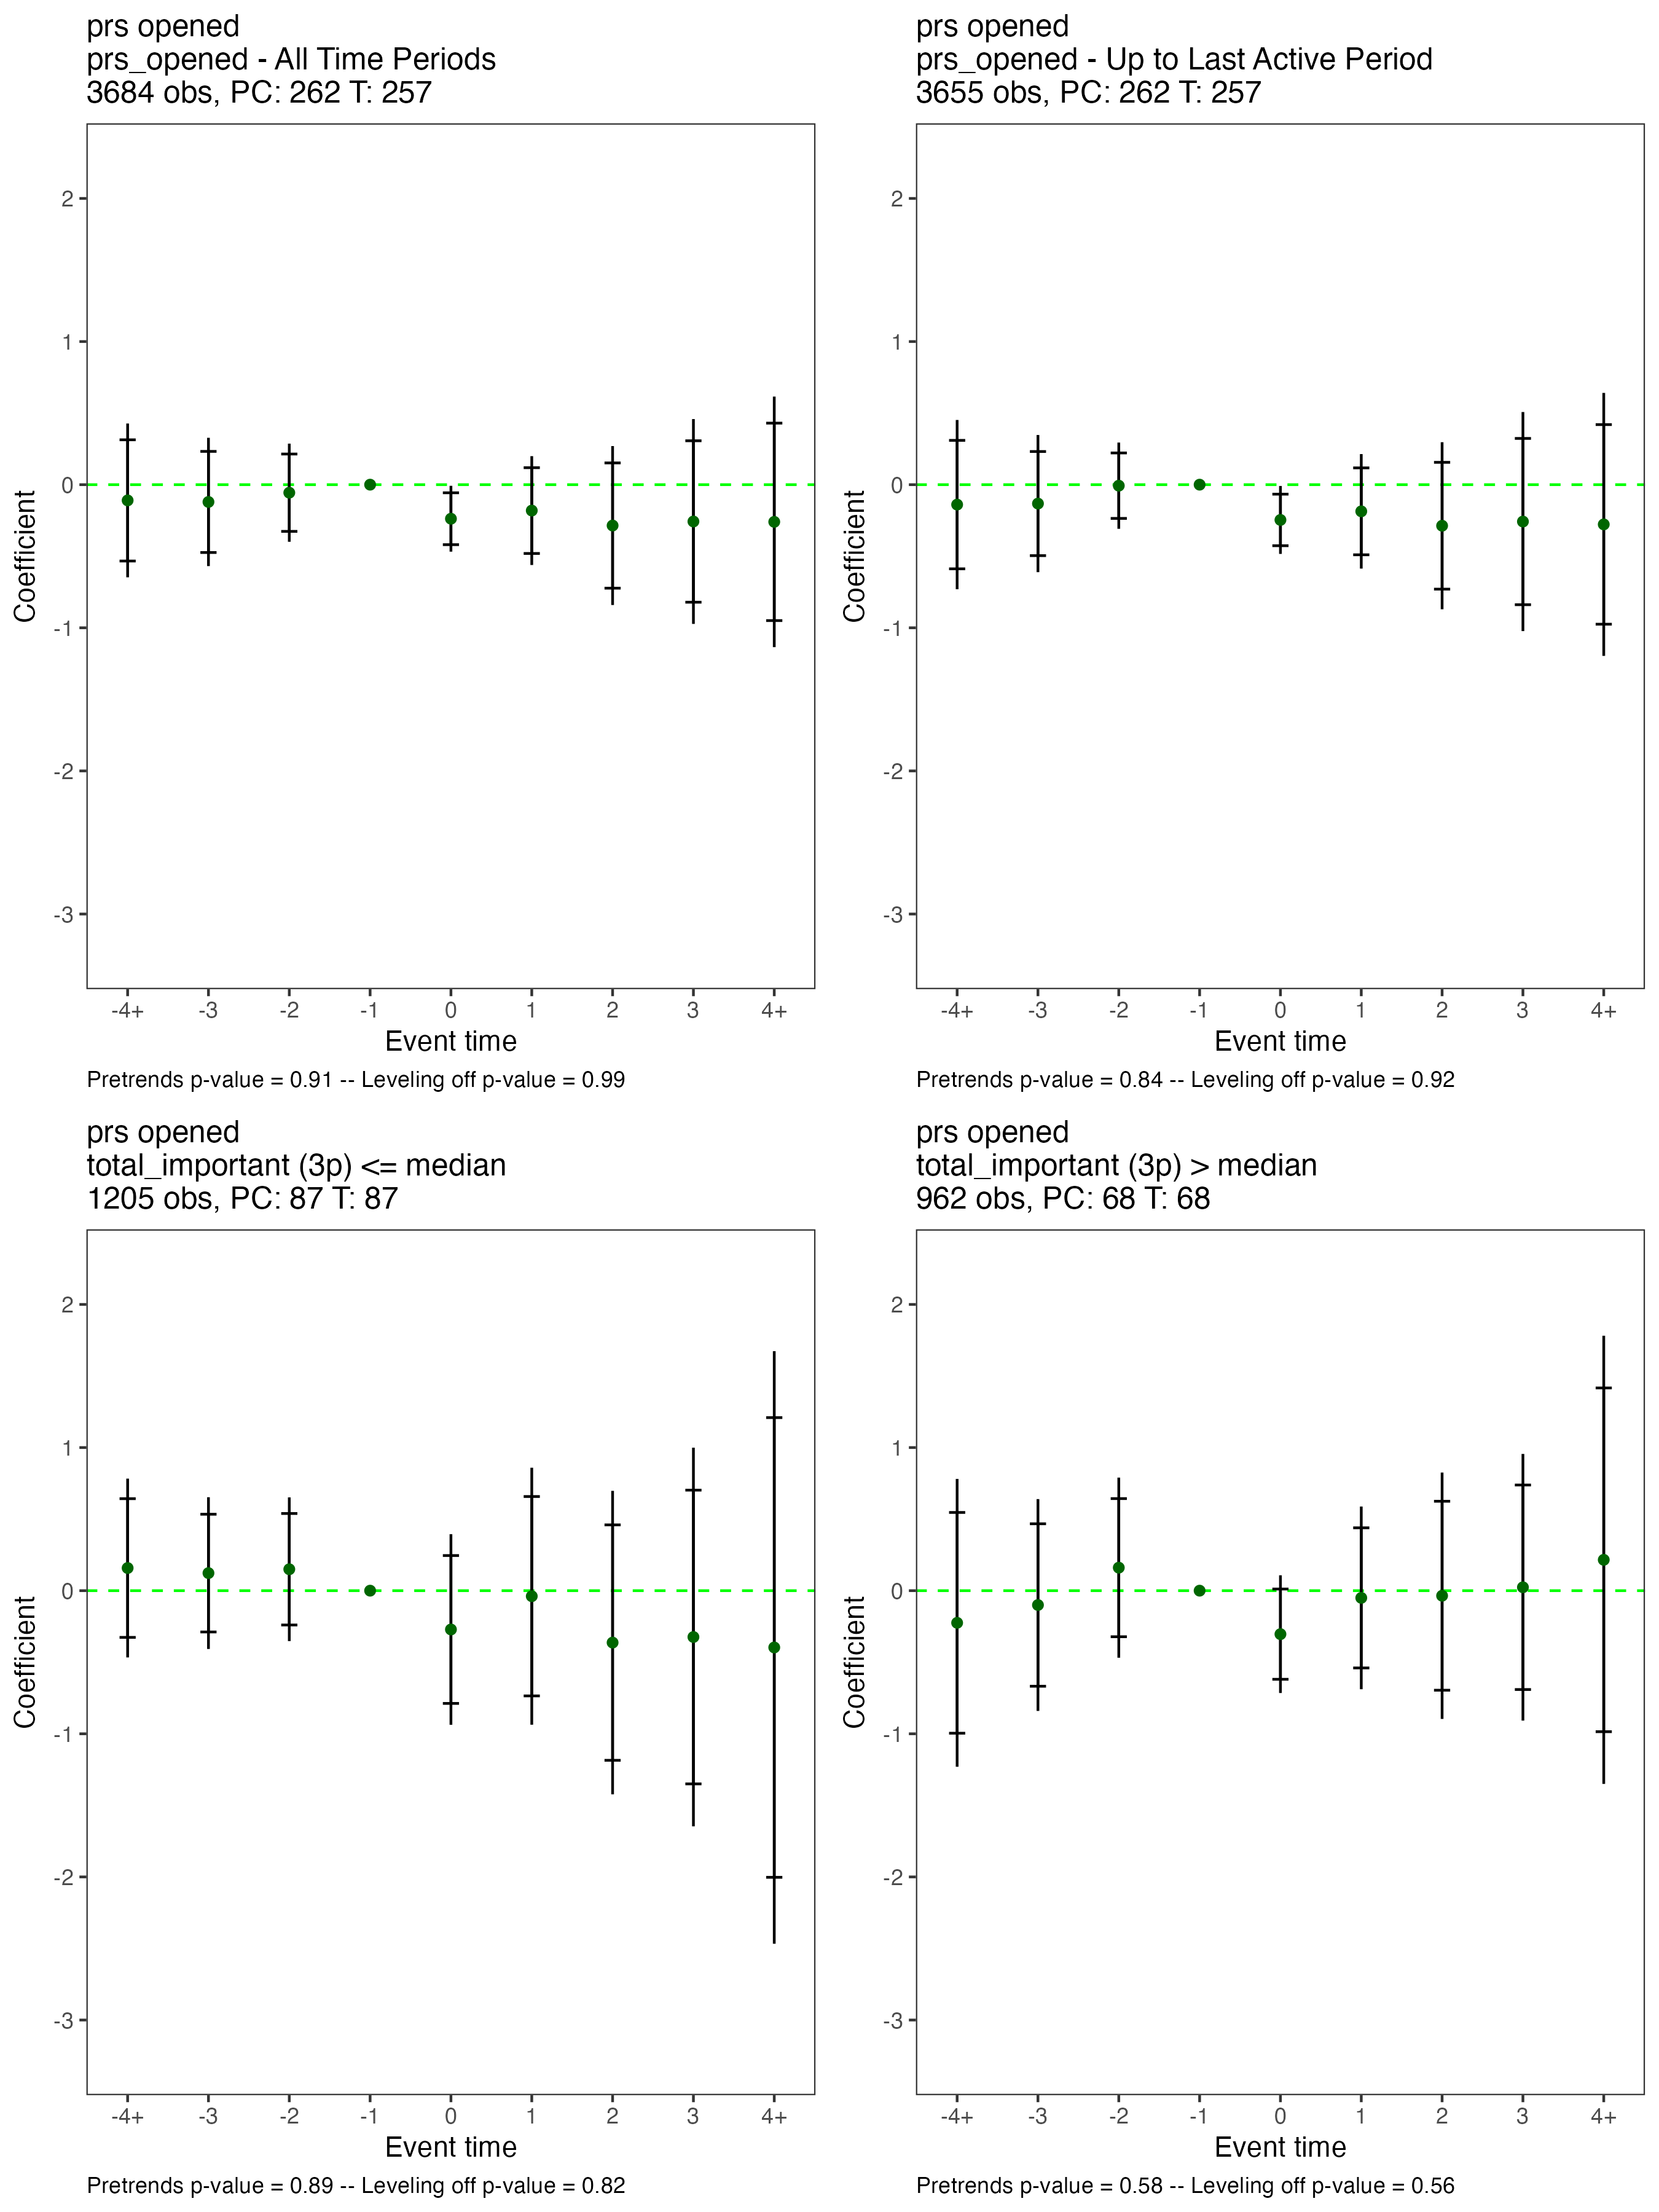 prs opened
prs_opened - All Time Periods
3684 obs, PC: 262 T: 257
2
1
0
-1
-2
-3
Coefficient
-4+ -3 -2 -1 0 1 2 3 4+
Event time
Pretrends p-value = 0.91 -- Leveling off p-value = 0.99
prs opened
prs_opened - Up to Last Active Period
3655 obs, PC: 262 T: 257
2
1
0
-1
-2
-3
Coefficient
-4+ -3 -2 -1 0 1 2 3 4+
Event time
Pretrends p-value = 0.84 -- Leveling off p-value = 0.92
prs opened
total_important (3p) <= median
1205 obs, PC: 87 T: 87
2
1
0
-1
-2
-3
Coefficient
-4+ -3 -2 -1 0 1 2 3 4+
Event time
Pretrends p-value = 0.89 -- Leveling off p-value = 0.82
prs opened
total_important (3p) > median
962 obs, PC: 68 T: 68
2
1
0
-1
-2
-3
Coefficient
-4+ -3 -2 -1 0 1 2 3 4+
Event time
Pretrends p-value = 0.58 -- Leveling off p-value = 0.56